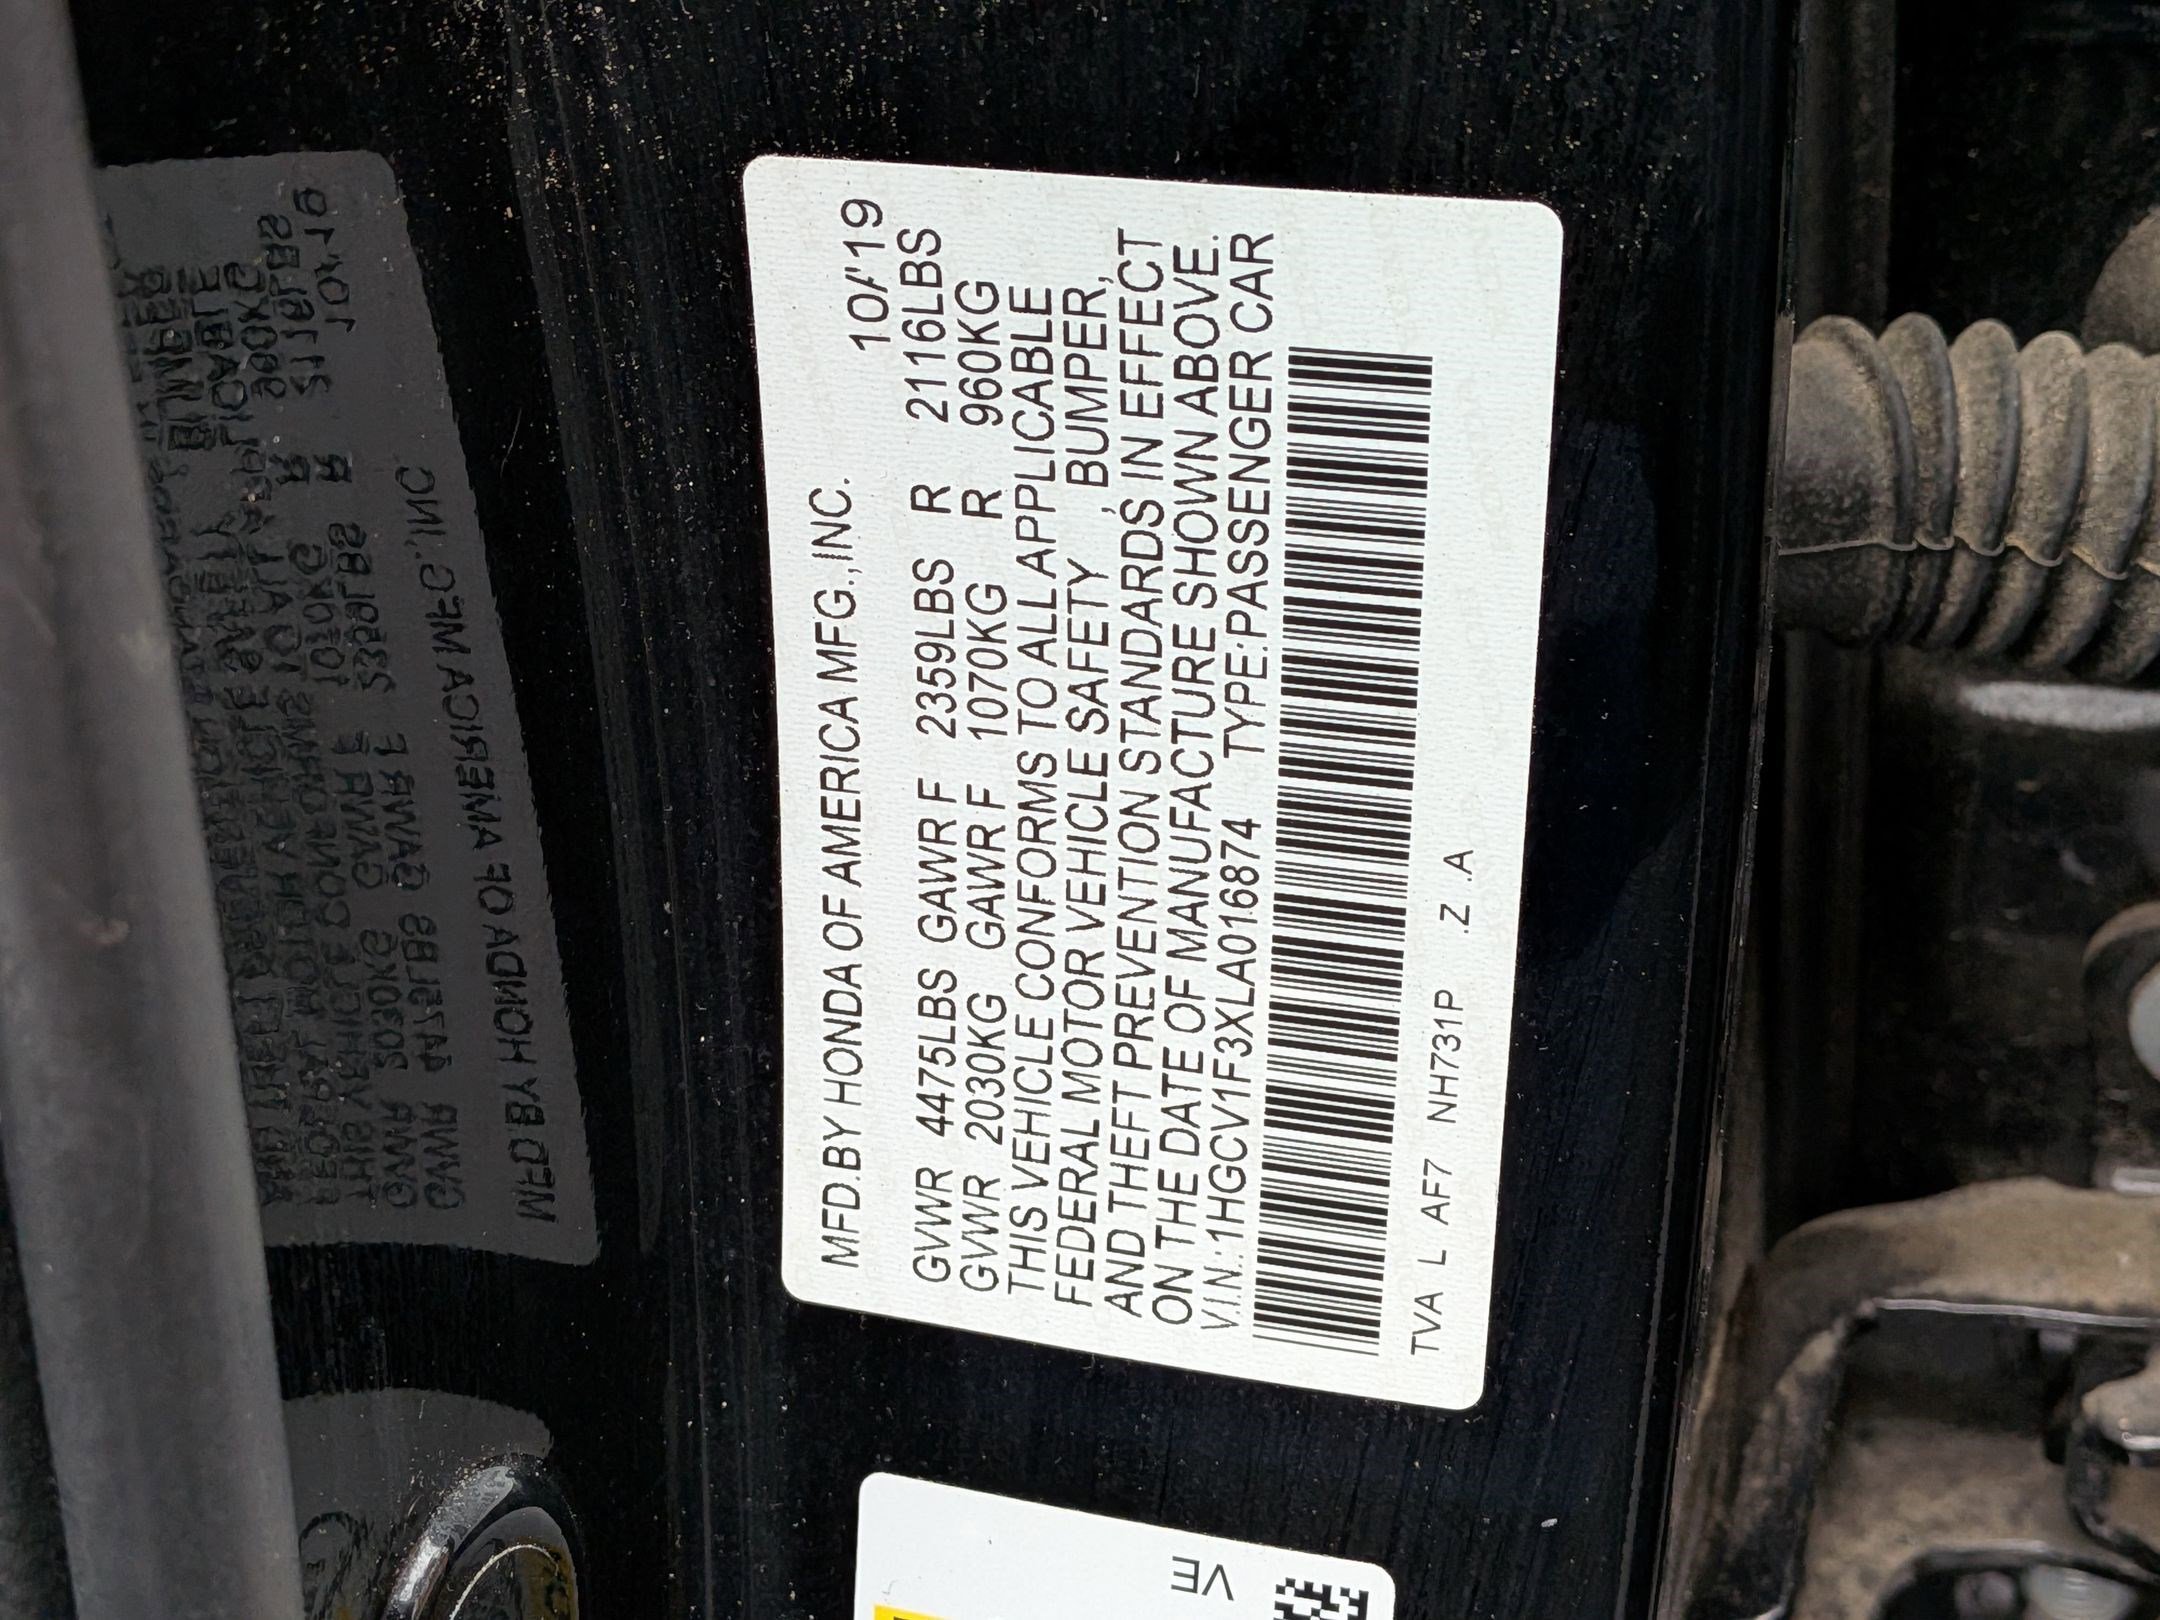 MFD.BY HONDA OF AMERICA MFG.,INC. 10/'19
GVWR 4475LBS GAWR F 2359LBS R 2116LBS
GVWR 2030KG GAWR F 1070KG R 960KG
THIS VEHICLE CONFORMS TO ALL APPLICABLE
FEDERAL MOTOR VEHICLE SAFETY , BUMPER,
AND THEFT PREVENTION STANDARDS IN EFFECT
ON THE DATE OF MANUFACTURE SHOWN ABOVE.
V.I.N.:1HGCV1F3XLA016874 TYPE:PASSENGER CAR
TVA L AF7 NH731P .Z .A
VE